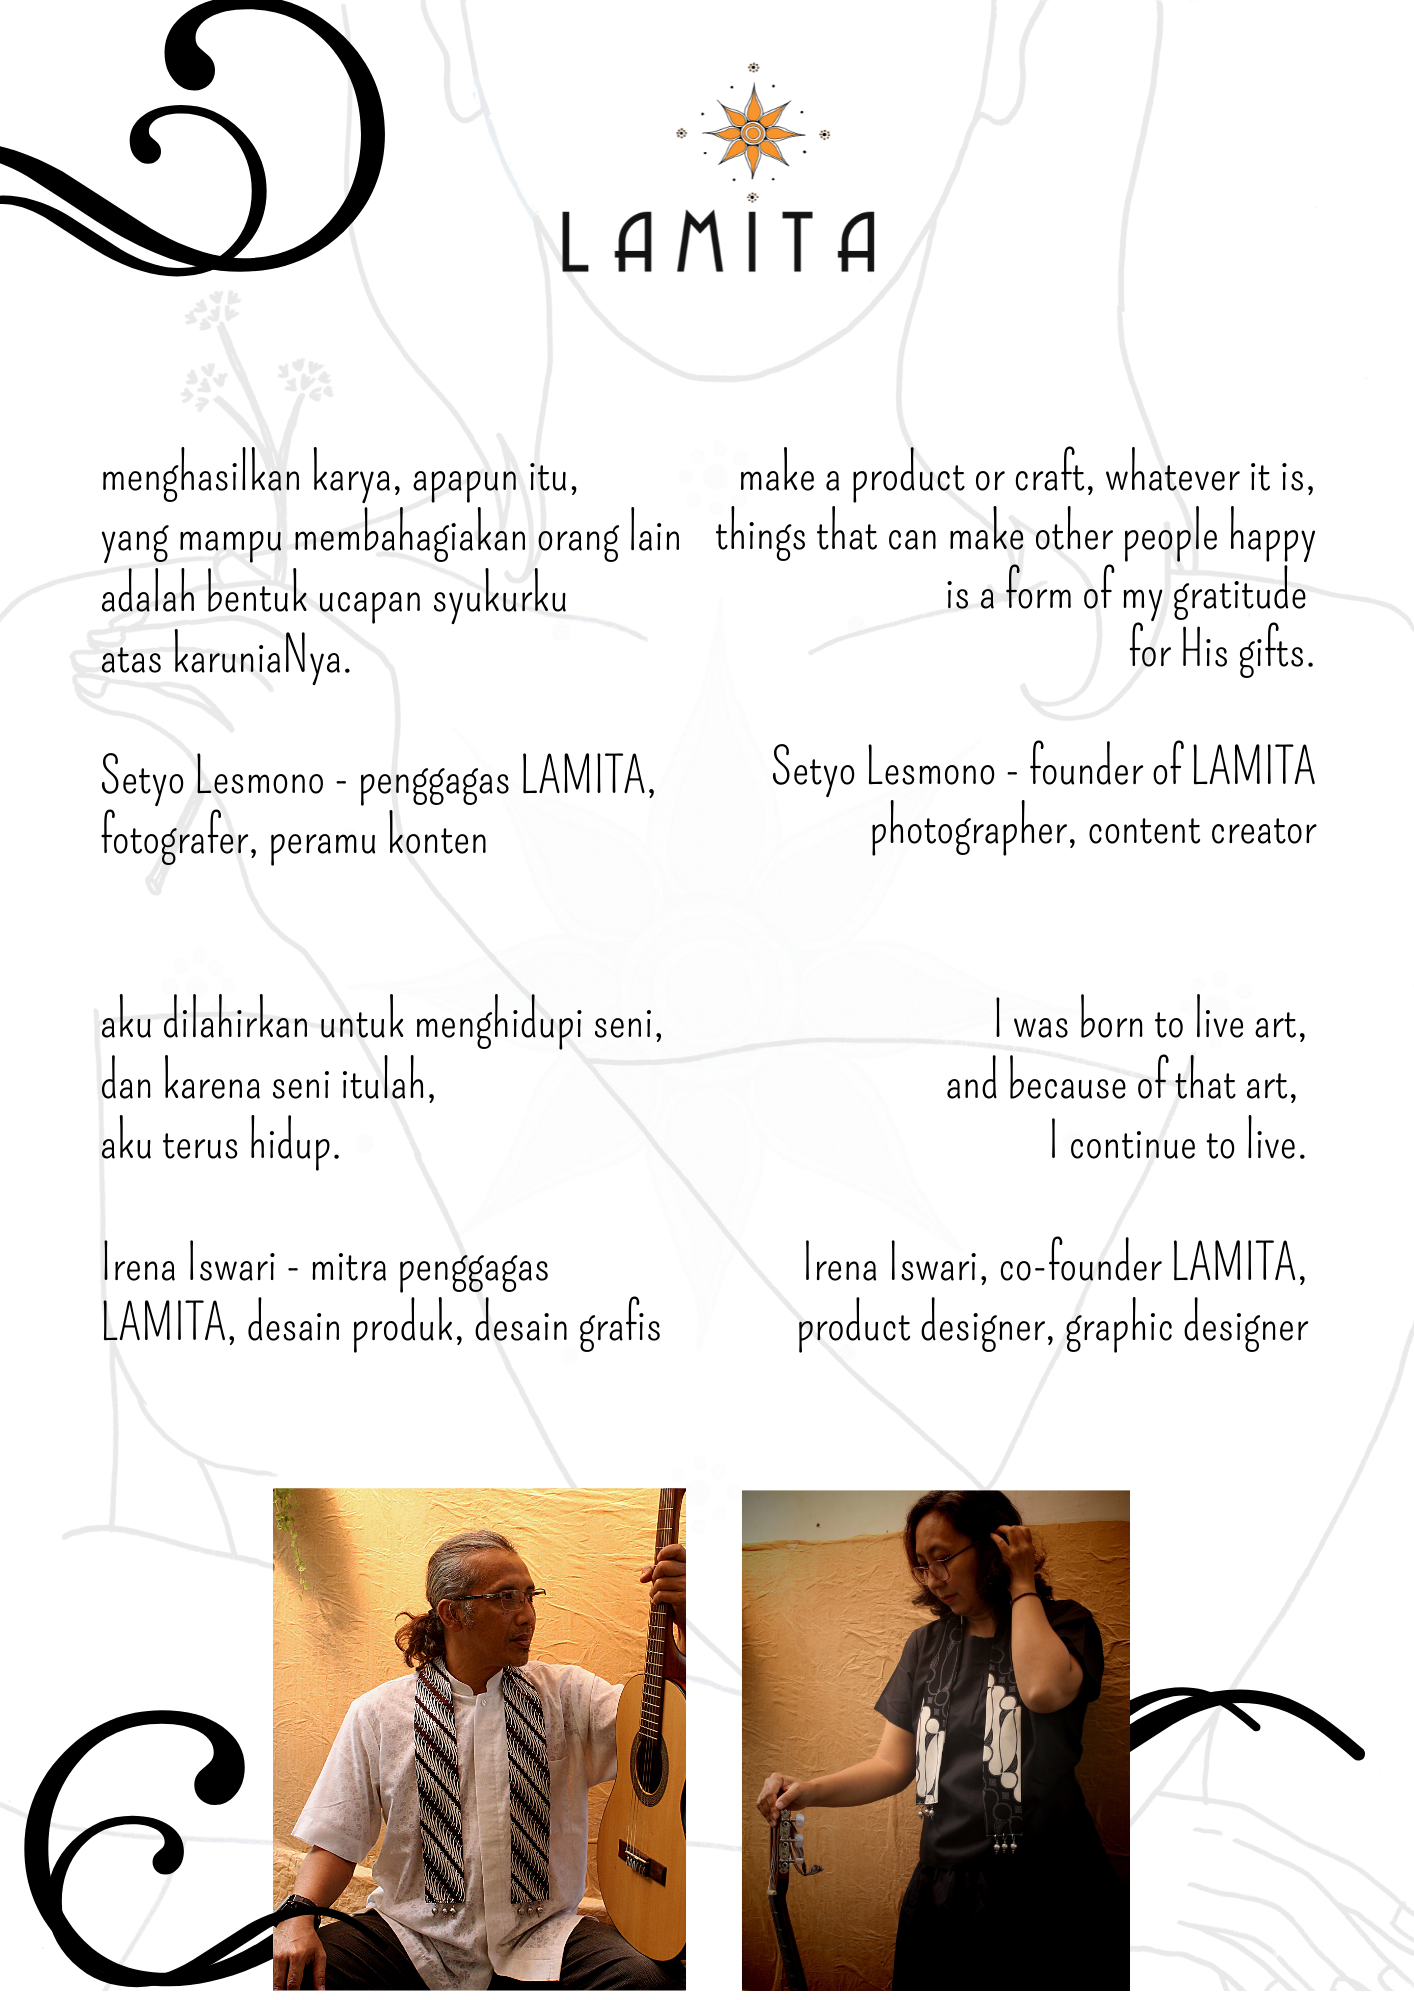 LAMITA
menghasilkan karya, apapun itu,
yang mampu membahagiakan orang lain
adalah bentuk ucapan syukurku
atas karuniaNya.
Setyo Lesmono - penggagas LAMITA,
fotografer, peramu konten
make a product or craft, whatever it is,
things that can make other people happy
is a form of my gratitude
for His gifts.
Setyo Lesmono - founder of LAMITA
photographer, content creator
aku dilahirkan untuk menghidupi seni,
dan karena seni itulah,
aku terus hidup.
Irena Iswari - mitra penggagas
LAMITA, desain produk, desain grafis
I was born to live art,
and because of that art,
I continue to live.
Irena Iswari, co-founder LAMITA,
product designer, graphic designer